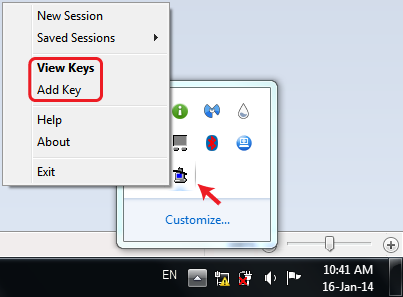 New Session
Saved Sessions
View Keys
Add Key
Help
About
Exit
Customize...
EN
10:41 AM
16-Jan-14